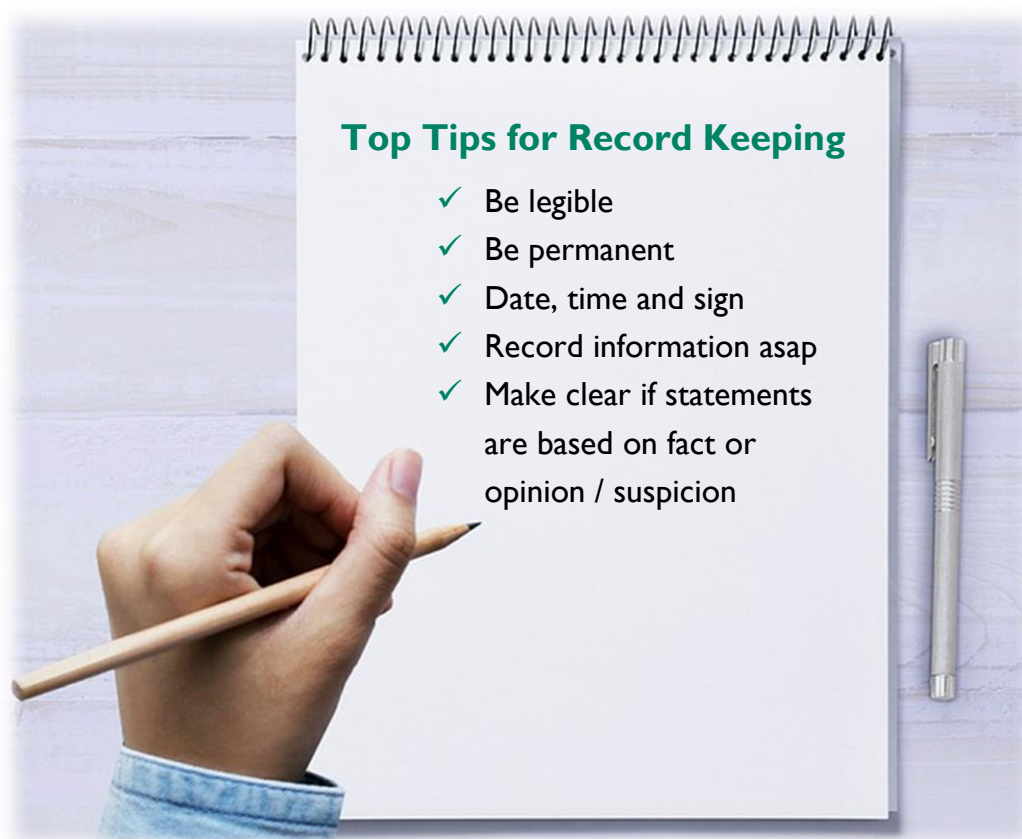 Top Tips for Record Keeping
✓ Be legible
✓ Be permanent
✓ Date, time and sign
✓ Record information asap
✓ Make clear if statements
are based on fact or
opinion / suspicion